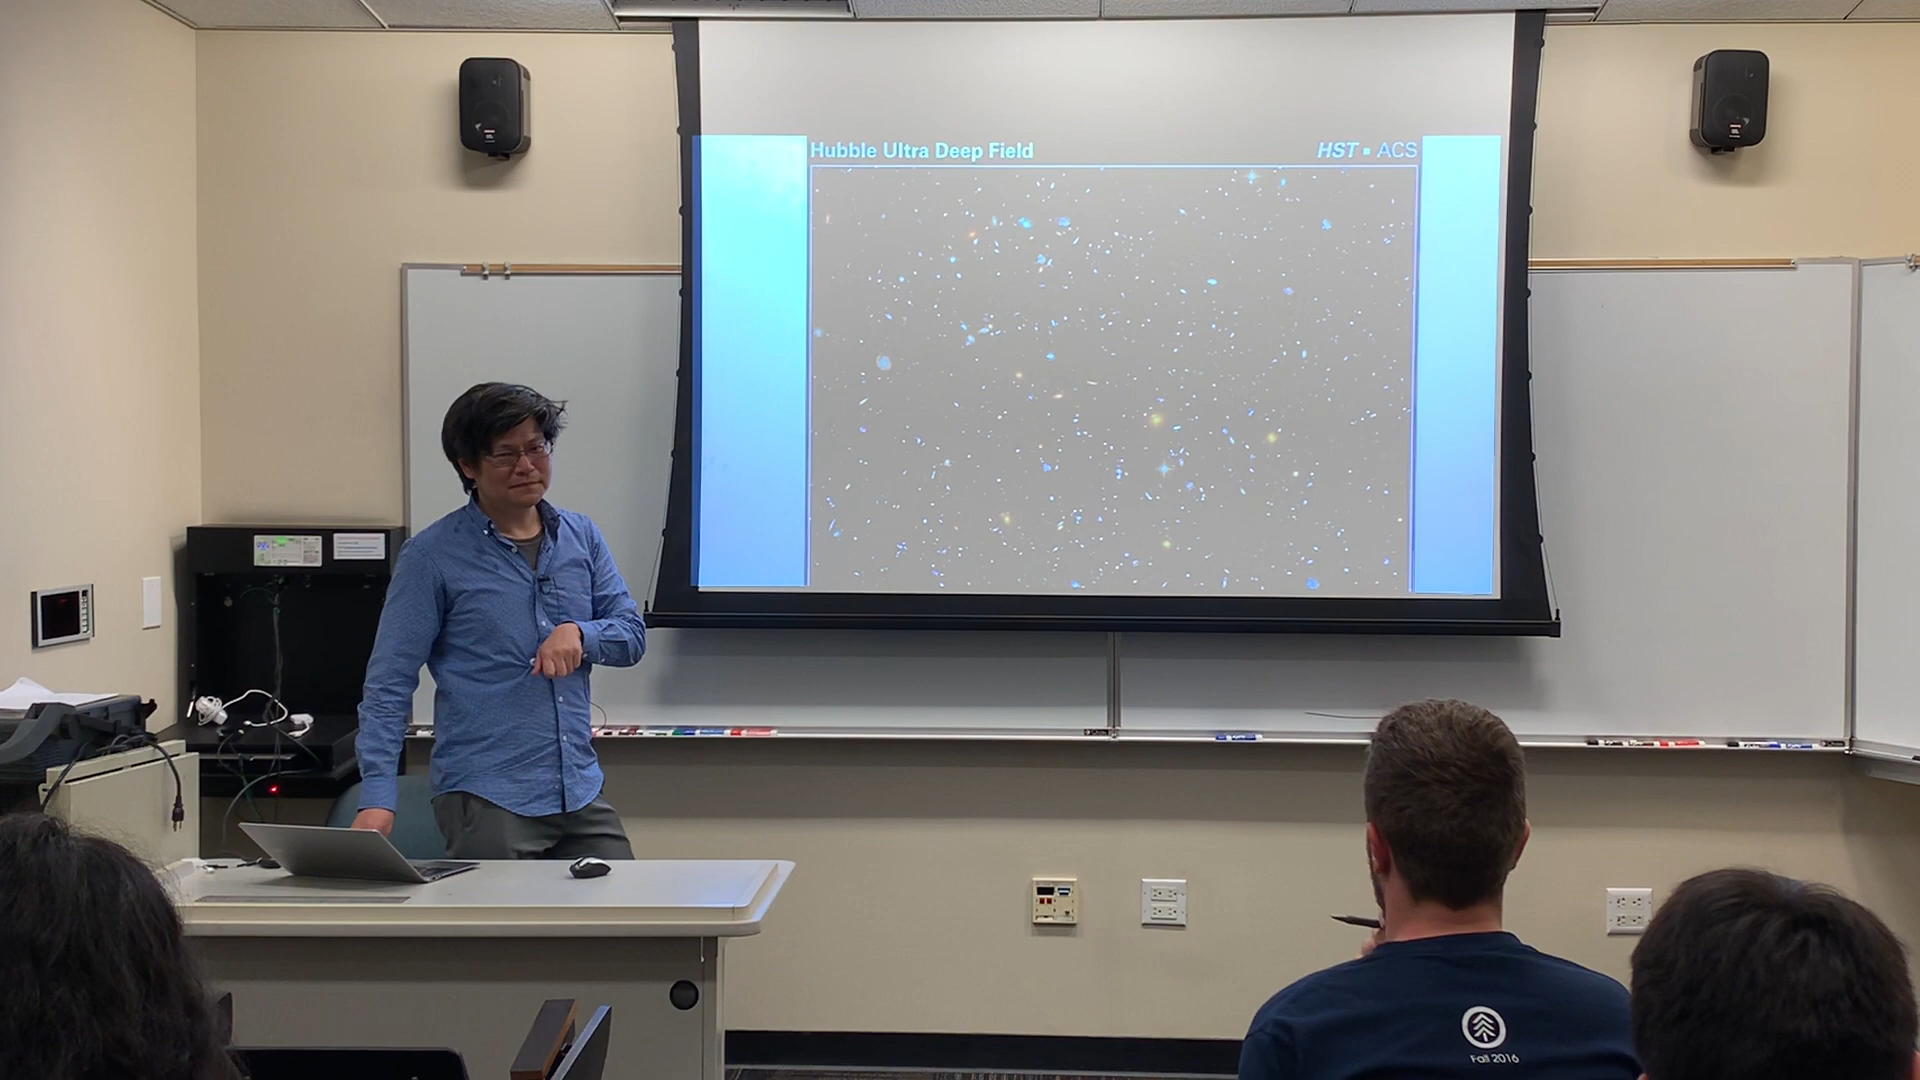 Hubble Ultra Deep Field
HST ▪ ACS
Fall 2016